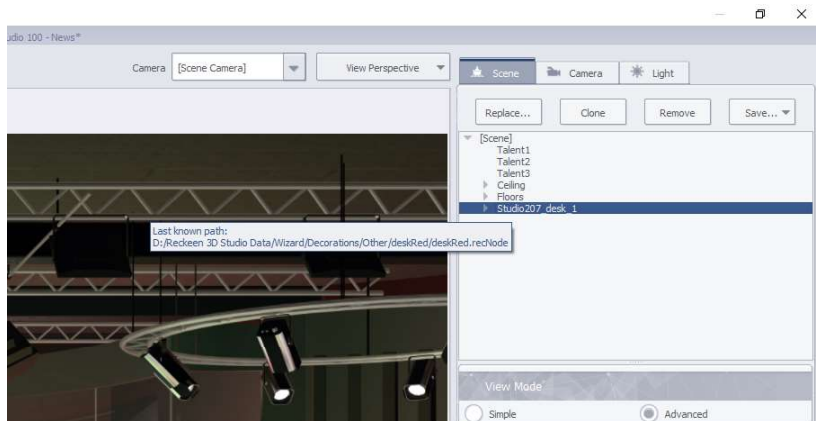 udio 100 - News*
Camera [Scene Camera] View Perspective
Scene Camera Light
Replace... Clone Remove Save...
[Scene]
Talent1
Talent2
Talent3
Ceiling
Floors
Studio207_desk_1
Last known path:
D:/Reckeen 3D Studio Data/Wizard/Decorations/Other/deskRed/deskRed.recNode
View Mode
Simple Advanced